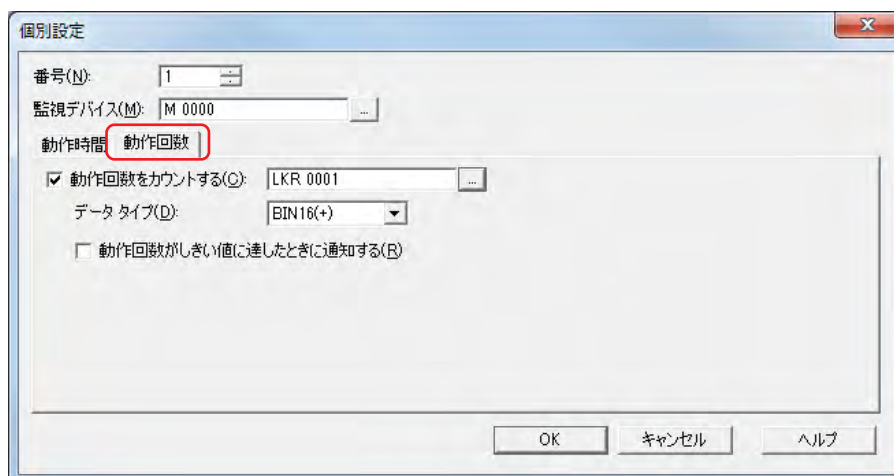 個別設定
番号(N): 1
監視デバイス(M): M 0000 ...
動作時間 動作回数
動作回数をカウントする(C): LKR 0001 ...
データ タイプ(D): BIN16(+)
動作回数がしきい値に達したときに通知する(R)
OK キャンセル ヘルプ